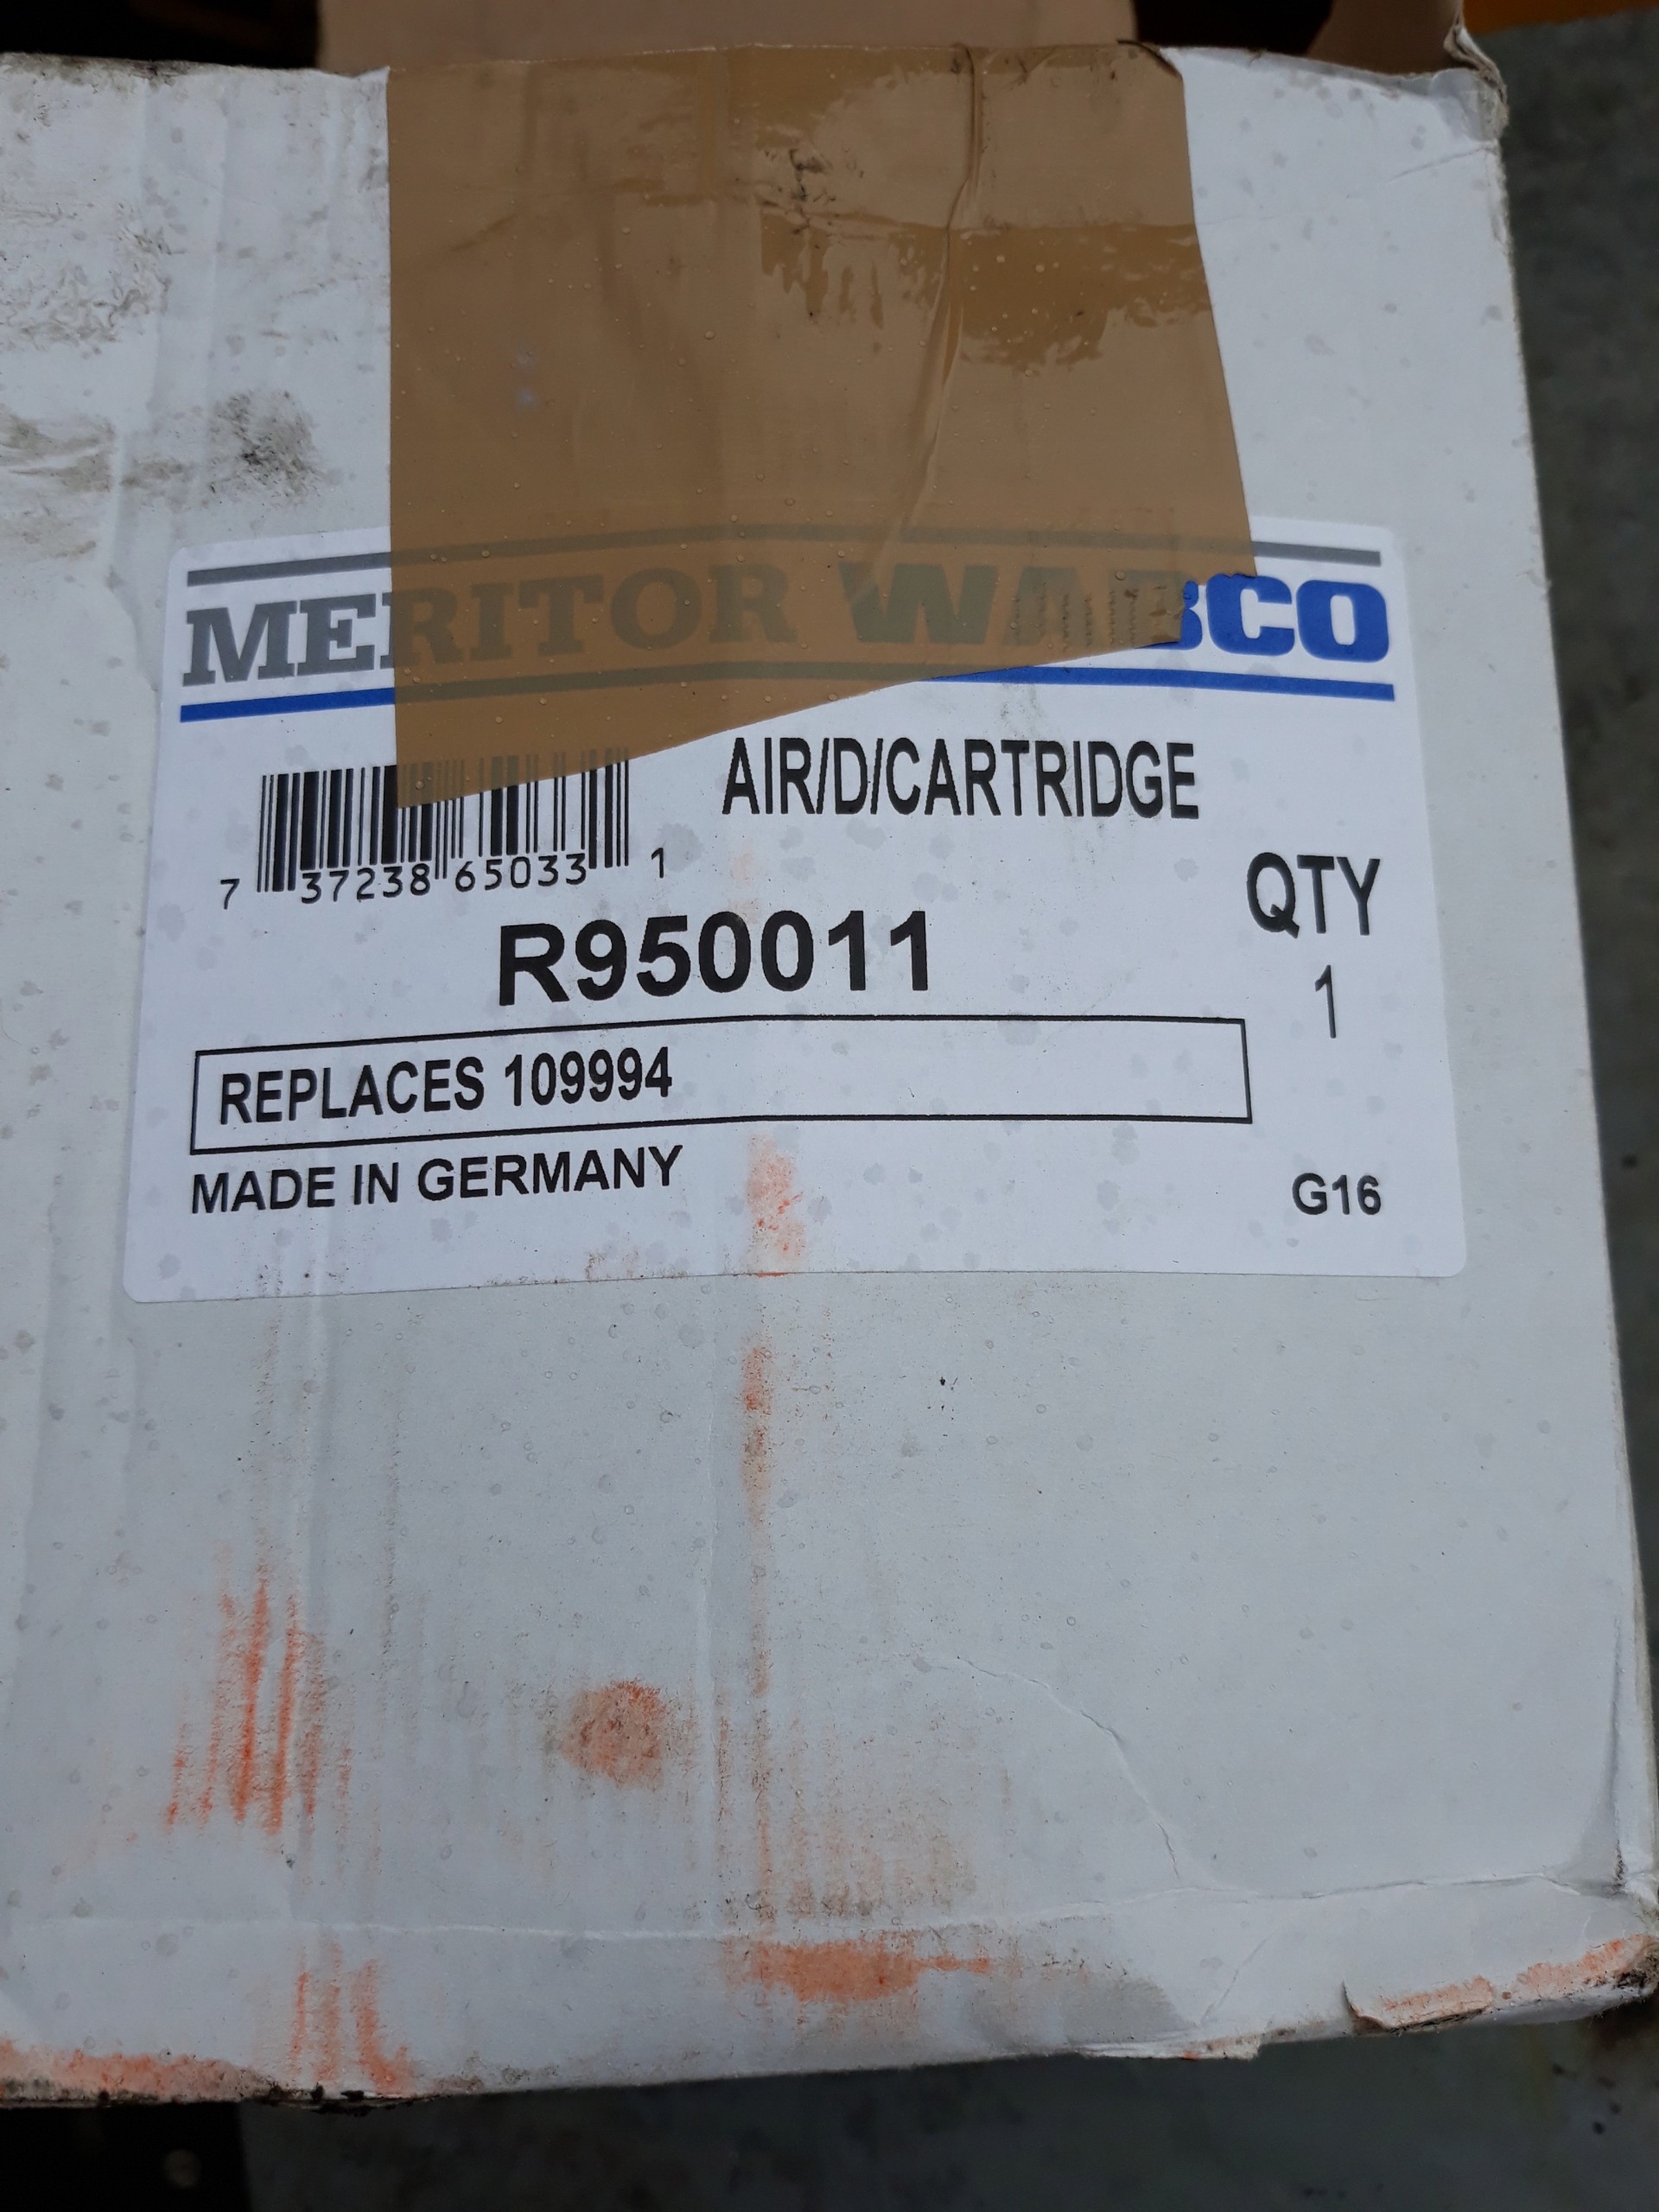 MERITOR WABCO
AIR/D/CARTRIDGE
7 37238 65033 1
QTY
R950011
1
REPLACES 109994
MADE IN GERMANY
G16